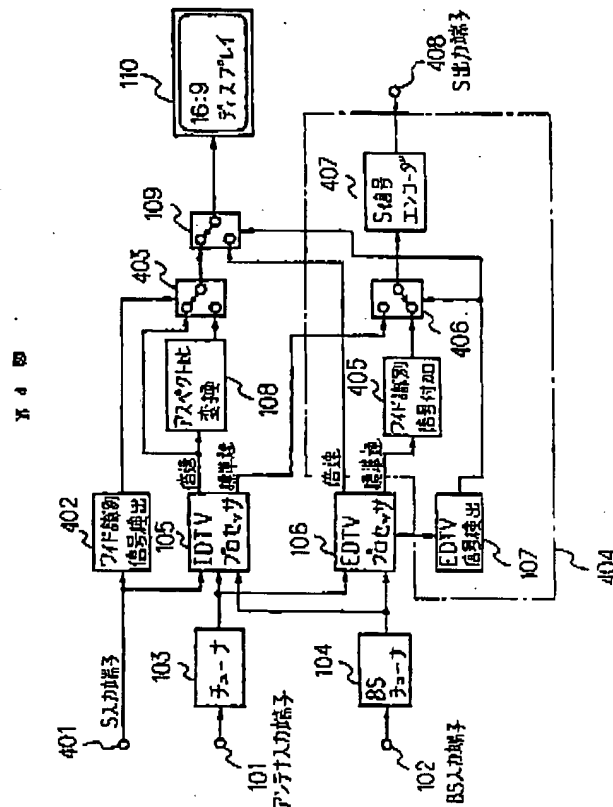 第4図
401
S入力端子
402
ワイド識別
信号検出
101
アンテナ入力端子
103
チューナ
105
IDTV
プロセッサ
倍速
標準速
108
アスペクト比
変換
403
109
110
16:9
ディスプレイ
102
BS入力端子
104
BS
チューナ
106
EDTV
プロセッサ
倍速
標準速
107
EDTV
信号検出
405
ワイド識別
信号付加
406
407
S信号
エンコーダ
408
S出力端子
404